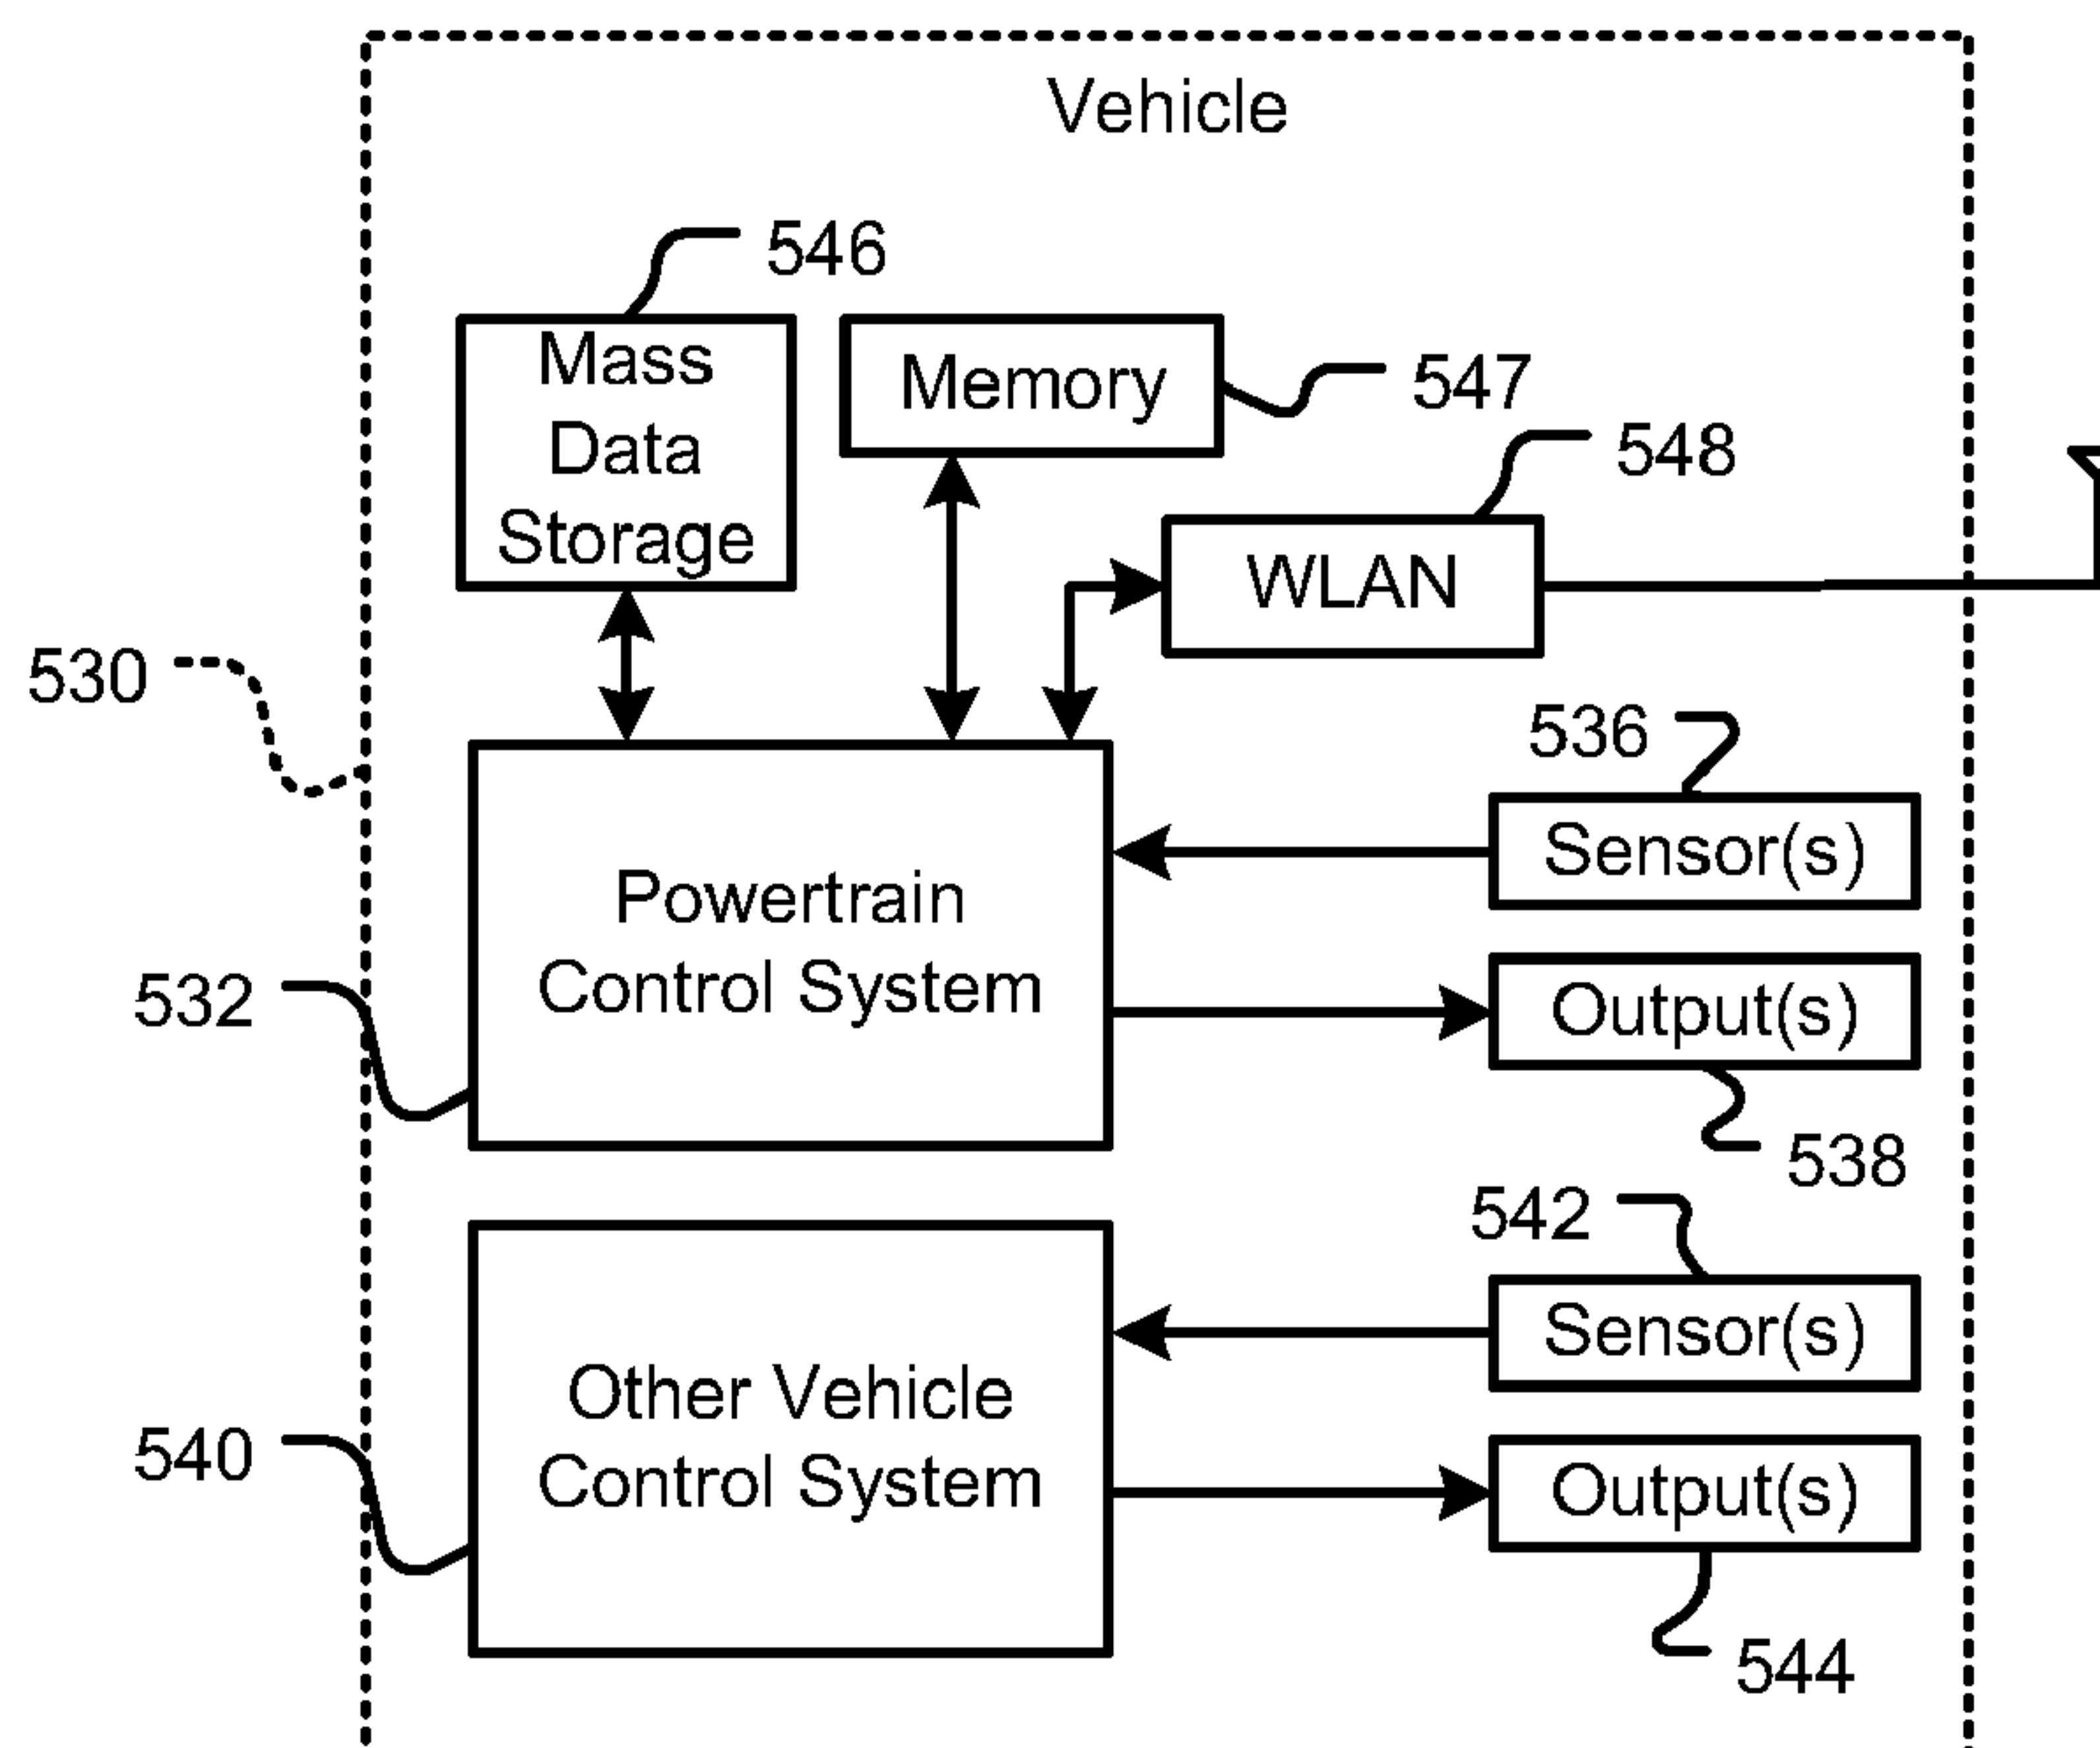 Vehicle
546
Mass
Data
Storage
Memory
547
548
WLAN
530
536
Sensor(s)
Powertrain
Control System
532
Output(s)
538
542
Sensor(s)
Other Vehicle
Control System
540
Output(s)
544